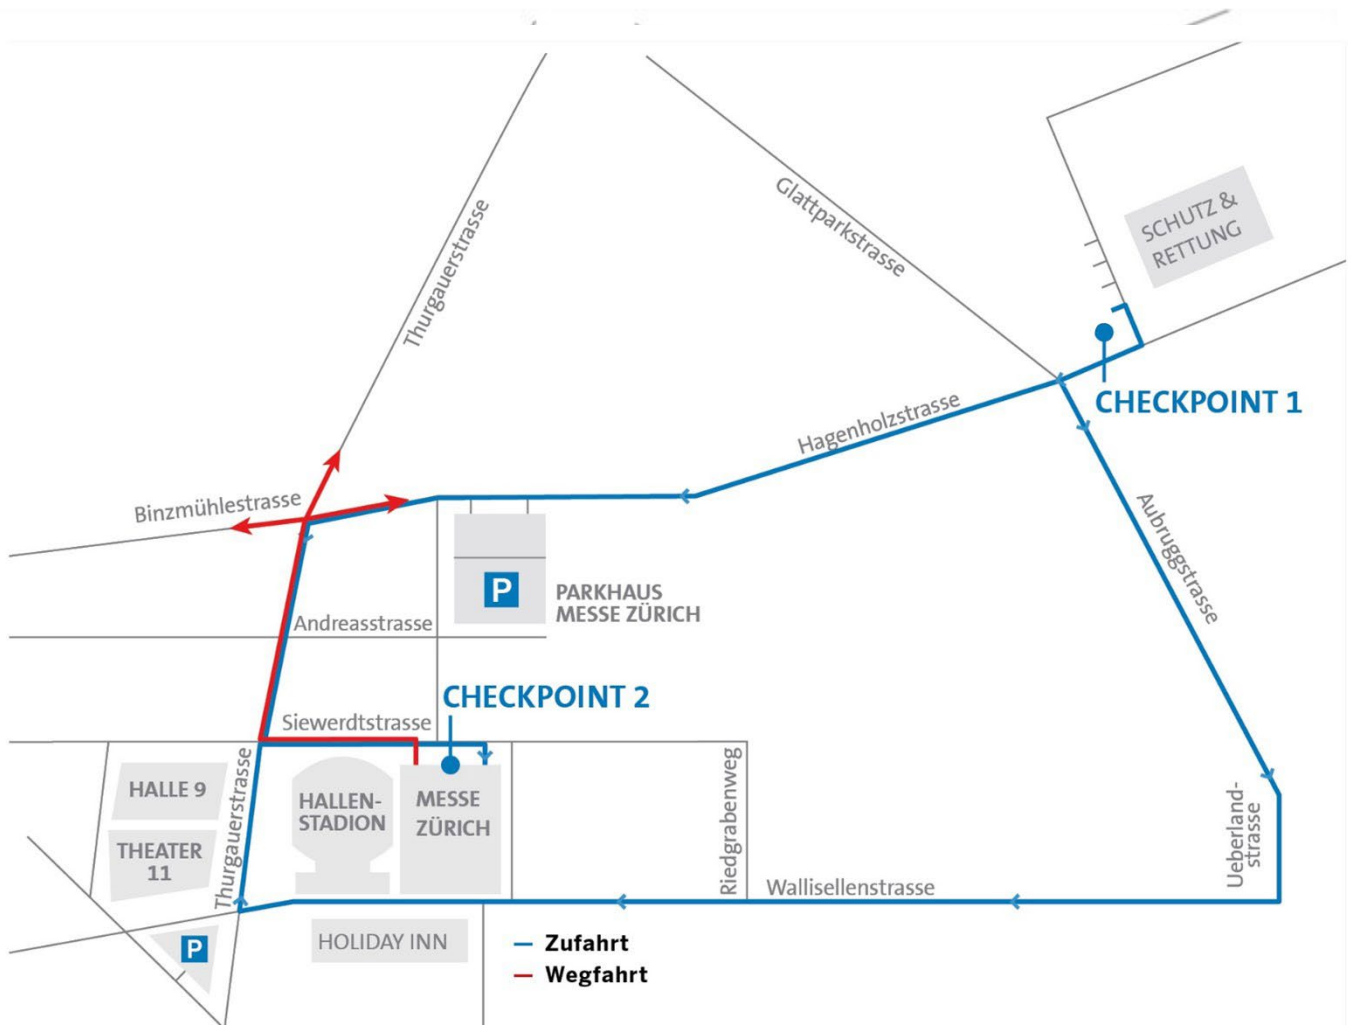 Thurgauerstrasse
Glattparkstrasse
SCHUTZ &
RETTUNG
CHECKPOINT 1
Hagenholzstrasse
Binzmühlestrasse
Aubruggstrasse
P
PARKHAUS
MESSE ZÜRICH
Andreasstrasse
CHECKPOINT 2
Siewerdtstrasse
HALLE 9
THEATER
11
Thurgauerstrasse
HALLEN-
STADION
MESSE
ZÜRICH
Riedgrabenweg
Ueberland-
strasse
Wallisellenstrasse
P
HOLIDAY INN
Zufahrt
Wegfahrt